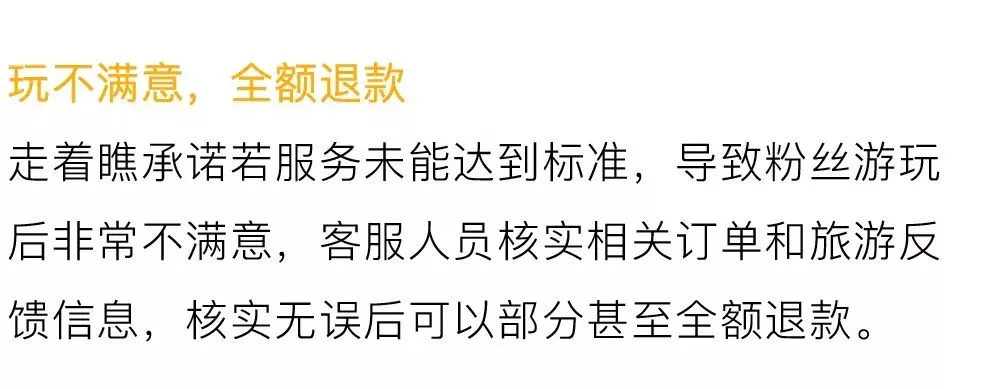 玩不满意，全额退款
走着瞧承诺若服务未能达到标准，导致粉丝游玩
后非常不满意，客服人员核实相关订单和旅游反
馈信息，核实无误后可以部分甚至全额退款。